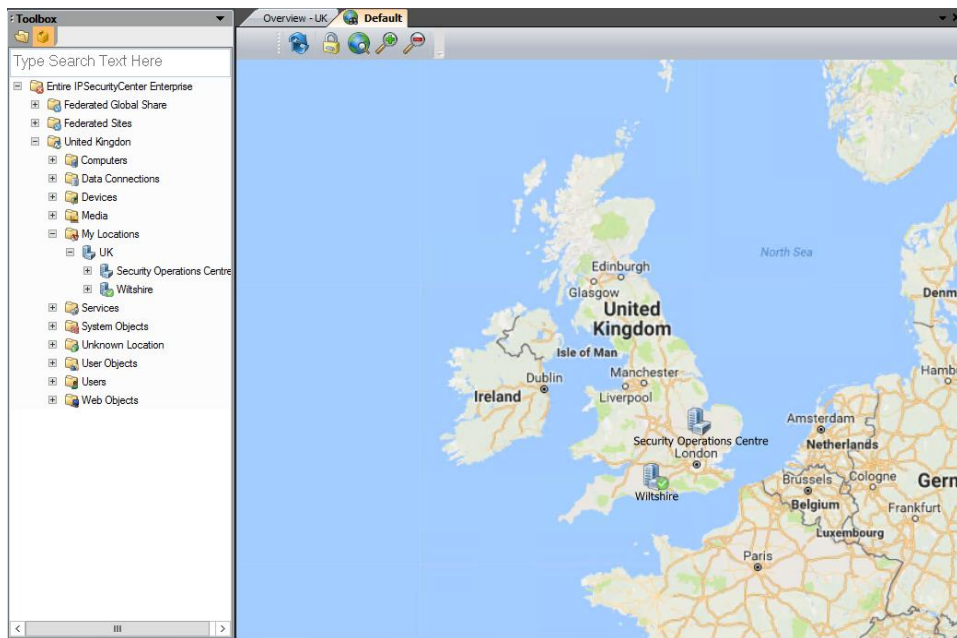 Toolbox
Overview - UK
Default
Type Search Text Here
Entire IPSecurityCenter Enterprise
Federated Global Share
Federated Sites
United Kingdon
Computers
Data Connections
Devices
Media
My Locations
UK
Security Operations Centre
Wiltshire
Services
System Objects
Unknown Location
User Objects
Users
Web Objects
North Sea
Edinburgh
Glasgow
United
Kingdom
Isle of Man
Denm
Dublin
Manchester
Hambu
Ireland
Liverpool
Amsterdam
Security Operations Centre
Netherlands
London
Brussels
Cologne
Gern
Wiltshire
Belgium
Frankfurt
Luxembourg
Paris